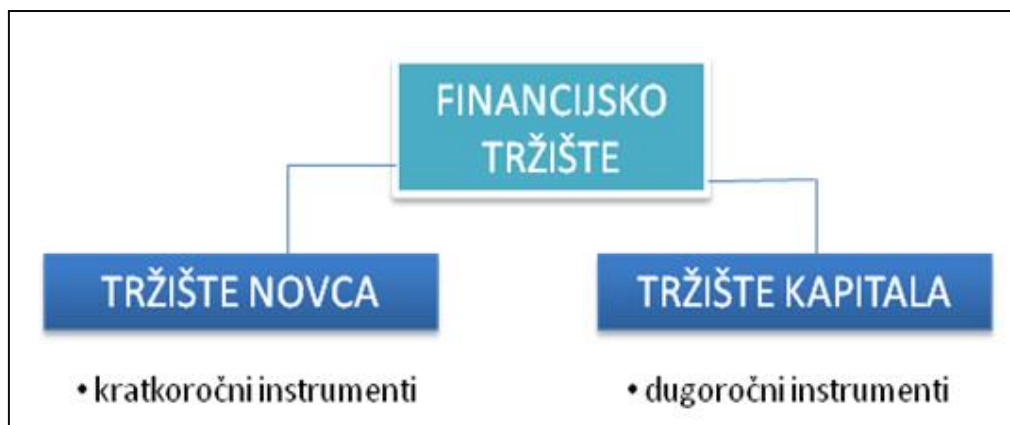 FINANCIJSKO
TRŽIŠTE
TRŽIŠTE NOVCA
TRŽIŠTE KAPITALA
• kratkoročni instrumenti
• dugoročni instrumenti